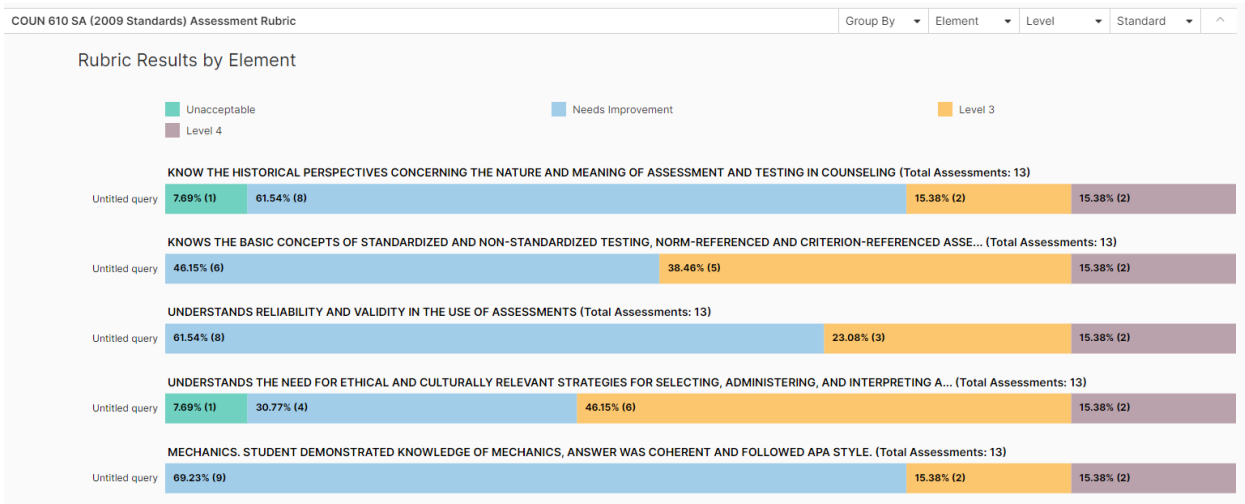 COUN 610 SA (2009 Standards) Assessment Rubric Group By Element Level Standard
Rubric Results by Element
Unacceptable Needs Improvement Level 3
Level 4
KNOW THE HISTORICAL PERSPECTIVES CONCERNING THE NATURE AND MEANING OF ASSESSMENT AND TESTING IN COUNSELING (Total Assessments: 13)
Untitled query 7.69% (1) 61.54% (8) 15.38% (2) 15.38% (2)
KNOWS THE BASIC CONCEPTS OF STANDARDIZED AND NON-STANDARDIZED TESTING, NORM-REFERENCED AND CRITERION-REFERENCED ASSE... (Total Assessments: 13)
Untitled query 46.15% (6) 38.46% (5) 15.38% (2)
UNDERSTANDS RELIABILITY AND VALIDITY IN THE USE OF ASSESSMENTS (Total Assessments: 13)
Untitled query 61.54% (8) 23.08% (3) 15.38% (2)
UNDERSTANDS THE NEED FOR ETHICAL AND CULTURALLY RELEVANT STRATEGIES FOR SELECTING, ADMINISTERING, AND INTERPRETING A... (Total Assessments: 13)
Untitled query 7.69% (1) 30.77% (4) 46.15% (6) 15.38% (2)
MECHANICS. STUDENT DEMONSTRATED KNOWLEDGE OF MECHANICS, ANSWER WAS COHERENT AND FOLLOWED APA STYLE. (Total Assessments: 13)
Untitled query 69.23% (9) 15.38% (2) 15.38% (2)